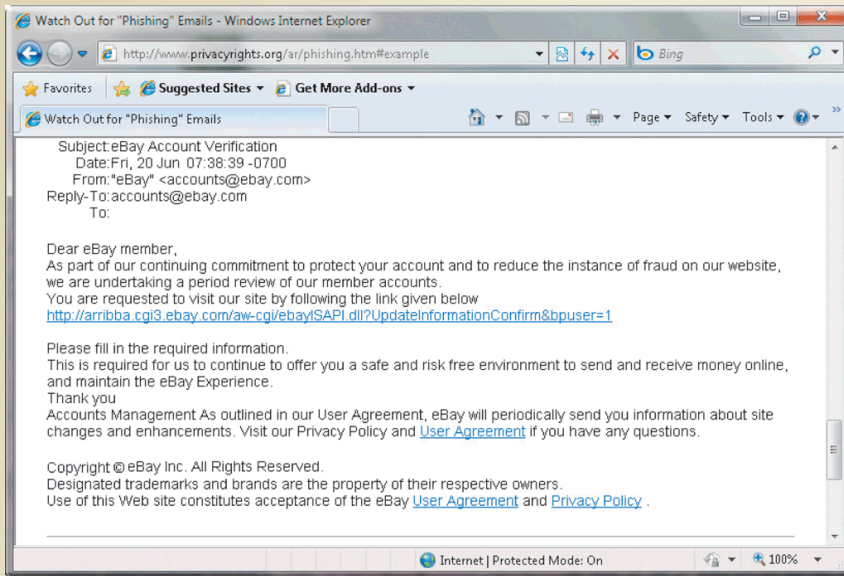 Watch Out for "Phishing" Emails - Windows Internet Explorer
http://www.privacyrights.org/ar/phishing.htm#example
Bing
Favorites Suggested Sites Get More Add-ons
Watch Out for "Phishing" Emails
Page Safety Tools
Subject:eBay Account Verification
Date:Fri, 20 Jun 07:38:39 -0700
From:"eBay" <accounts@ebay.com>
Reply-To:accounts@ebay.com
To:
Dear eBay member,
As part of our continuing commitment to protect your account and to reduce the instance of fraud on our website,
we are undertaking a period review of our member accounts.
You are requested to visit our site by following the link given below
http://arribba.cgi3.ebay.com/aw-cgi/ebayISAPI.dll?UpdateInformationConfirm&bpuser=1
Please fill in the required information.
This is required for us to continue to offer you a safe and risk free environment to send and receive money online,
and maintain the eBay Experience.
Thank you
Accounts Management As outlined in our User Agreement, eBay will periodically send you information about site
changes and enhancements. Visit our Privacy Policy and User Agreement if you have any questions.
Copyright © eBay Inc. All Rights Reserved.
Designated trademarks and brands are the property of their respective owners.
Use of this Web site constitutes acceptance of the eBay User Agreement and Privacy Policy .
Internet | Protected Mode: On 100%